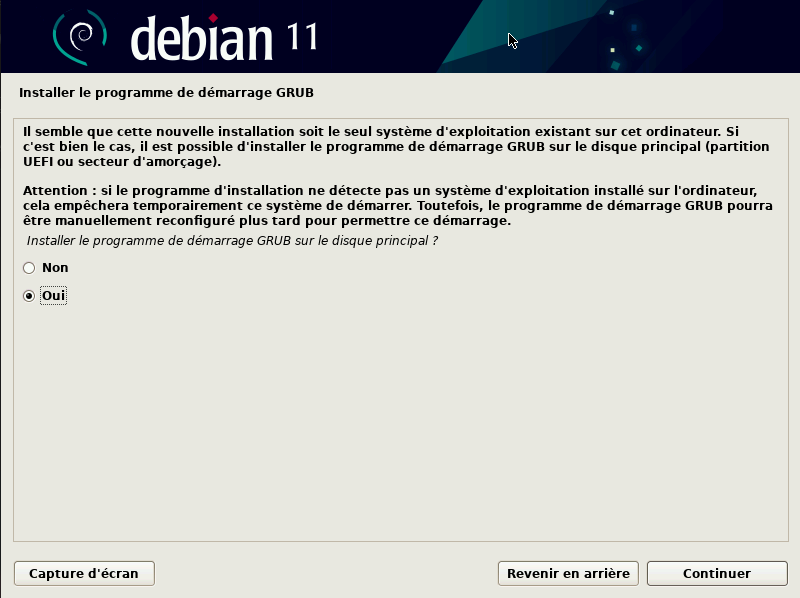 debian 11
Installer le programme de démarrage GRUB
Il semble que cette nouvelle installation soit le seul système d'exploitation existant sur cet ordinateur. Si
c'est bien le cas, il est possible d'installer le programme de démarrage GRUB sur le disque principal (partition
UEFI ou secteur d'amorçage).
Attention : si le programme d'installation ne détecte pas un système d'exploitation installé sur l'ordinateur,
cela empêchera temporairement ce système de démarrer. Toutefois, le programme de démarrage GRUB pourra
être manuellement reconfiguré plus tard pour permettre ce démarrage.
Installer le programme de démarrage GRUB sur le disque principal ?
Non
Oui
Capture d'écran Revenir en arrière Continuer